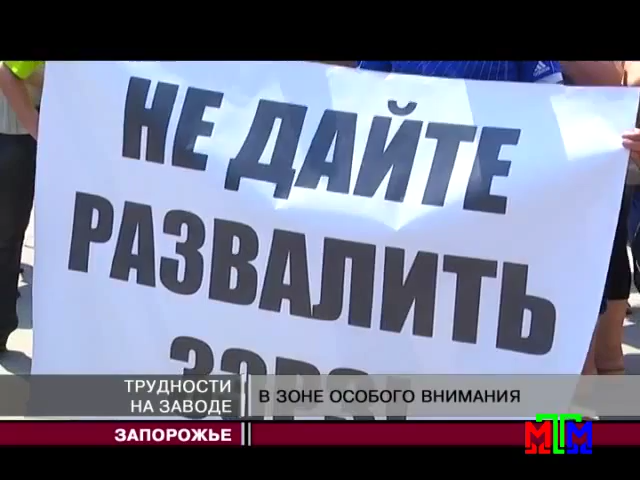 НЕ ДАЙТЕ
РАЗВАЛИТЬ
ТРУДНОСТИ
НА ЗАВОДЕ
В ЗОНЕ ОСОБОГО ВНИМАНИЯ
ЗАПОРОЖЬЕ
МТМ